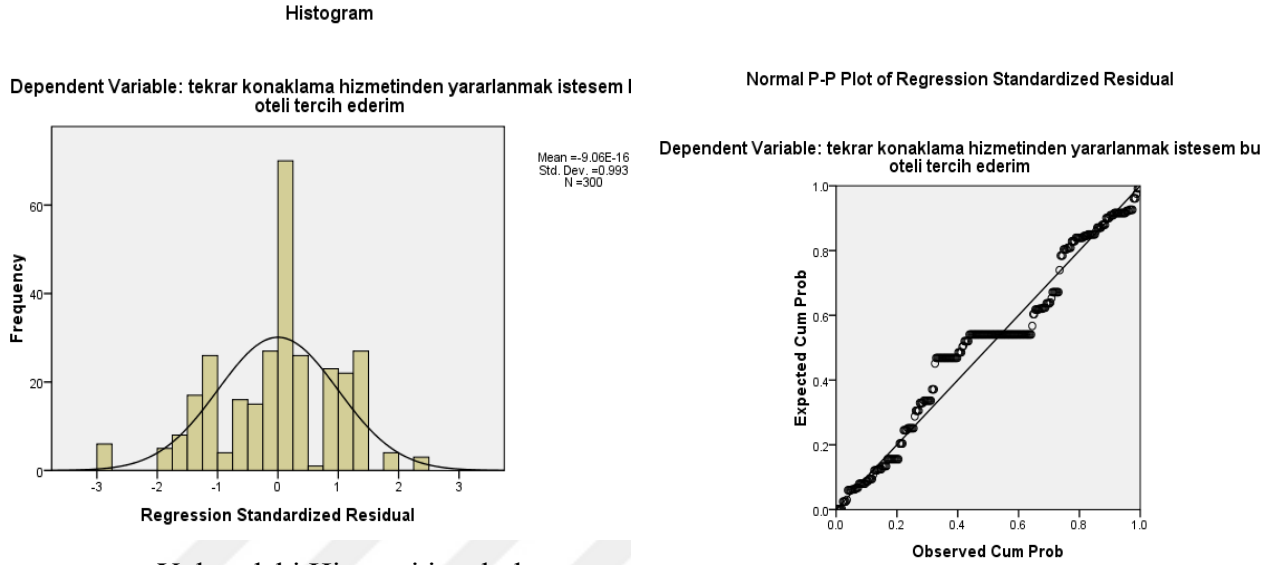 Histogram
Dependent Variable: tekrar konaklama hizmetinden yararlanmak istesem
oteli tercih ederim
Mean =-9.06E-16
Std. Dev. =0.993
N =300
Frequency
60
40
20
0
-3 -2 -1 0 1 2 3
Regression Standardized Residual
Normal P-P Plot of Regression Standardized Residual
Dependent Variable: tekrar konaklama hizmetinden yararlanmak istesem bu
oteli tercih ederim
Expected Cum Prob
1.0
0.8
0.6
0.4
0.2
0.0
0.0 0.2 0.4 0.6 0.8 1.0
Observed Cum Prob